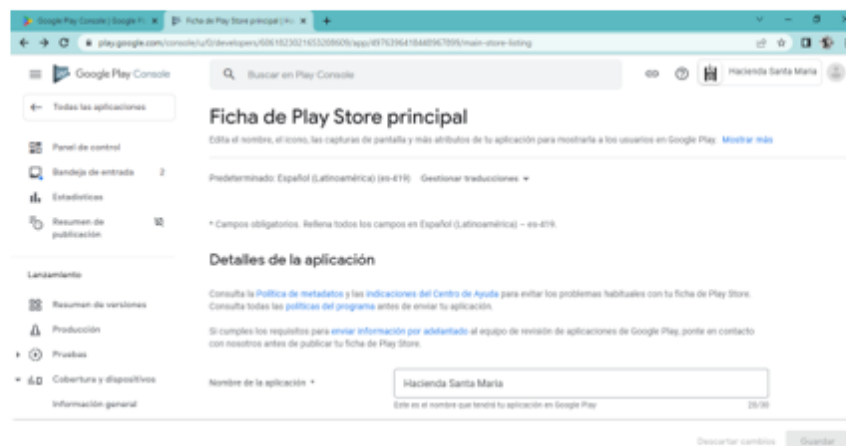 Google Play Console | Google Pl
Ficha de Play Store principal | Ha
play.google.com/console/u/0/developers/6061823021653208609/app/4976396418440967899/main-store-listing
Google Play Console
Buscar en Play Console
Hacienda Santa Maria
Todas las aplicaciones
Ficha de Play Store principal
Edita el nombre, el icono, las capturas de pantalla y más atributos de tu aplicación para mostrarla a los usuarios en Google Play. Mostrar más
Panel de control
Bandeja de entrada 2
Predeterminado: Español (Latinoamérica) (es-419) Gestionar traducciones
Estadísticas
Resumen de publicación
* Campos obligatorios. Rellena todos los campos en Español (Latinoamérica) – es-419.
Detalles de la aplicación
Lanzamiento
Consulta la Política de metadatos y las indicaciones del Centro de Ayuda para evitar los problemas habituales con tu ficha de Play Store.
Consulta todas las políticas del programa antes de enviar tu aplicación.
Resumen de versiones
Producción
Si cumples los requisitos para enviar información por adelantado al equipo de revisión de aplicaciones de Google Play, ponte en contacto
con nosotros antes de publicar tu ficha de Play Store.
Pruebas
Cobertura y dispositivos
Nombre de la aplicación *
Hacienda Santa Maria
Información general
Este es el nombre que tendrá tu aplicación en Google Play
20/30
Descartar cambios
Guardar